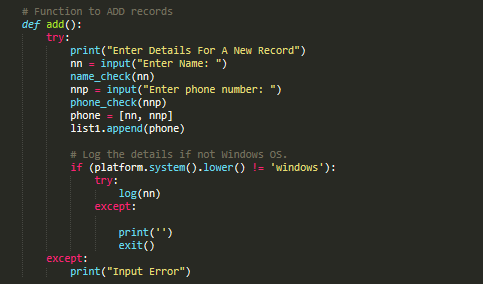 # Function to ADD records
def add():
    try:
        print("Enter Details For A New Record")
        nn = input("Enter Name: ")
        name_check(nn)
        nnp = input("Enter phone number: ")
        phone_check(nnp)
        phone = [nn, nnp]
        list1.append(phone)

        # Log the details if not Windows OS.
        if (platform.system().lower() != 'windows'):
            try:
                log(nn)
            except:

                print('')
                exit()
    except:
        print("Input Error")